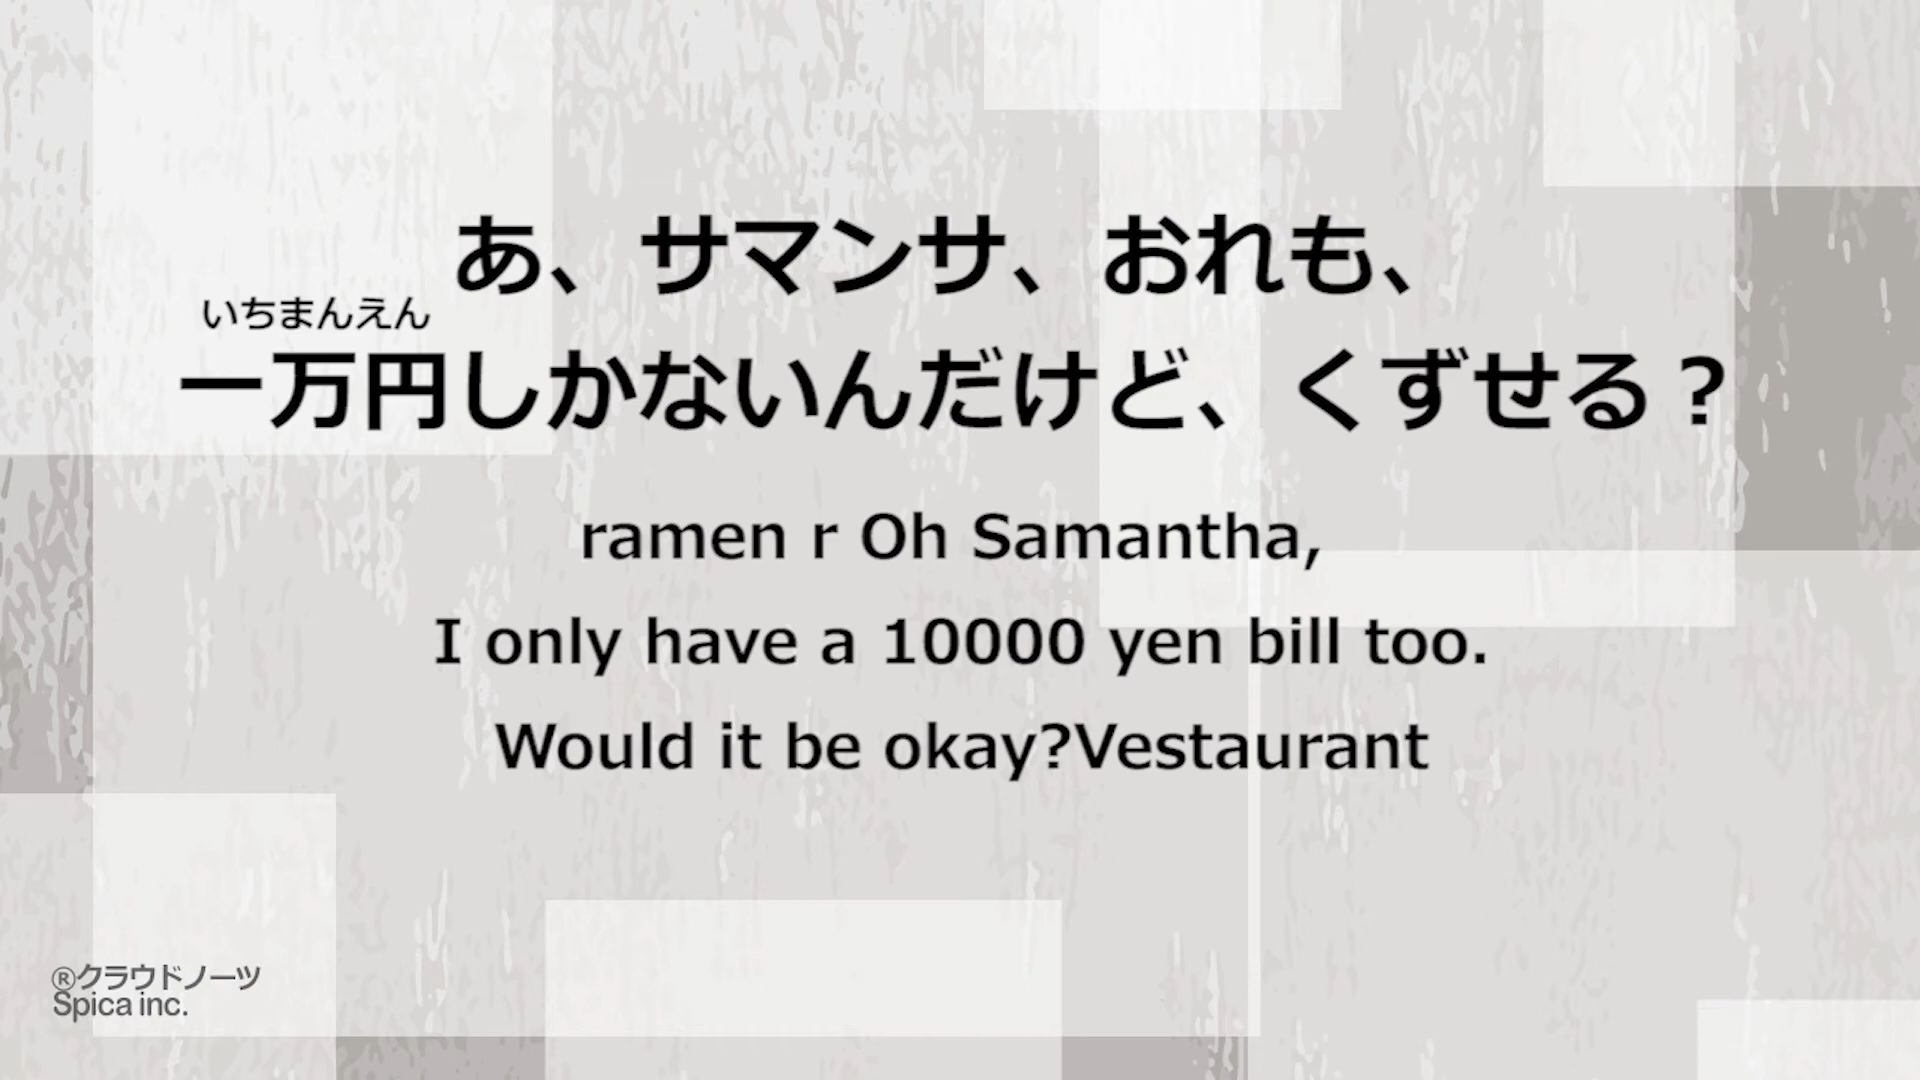 あ、サマンサ、おれも、
いちまんえん
一万円しかないんだけど、くずせる？
ramen r Oh Samantha,
I only have a 10000 yen bill too.
Would it be okay?Vestaurant
®クラウドノーツ
Spica inc.